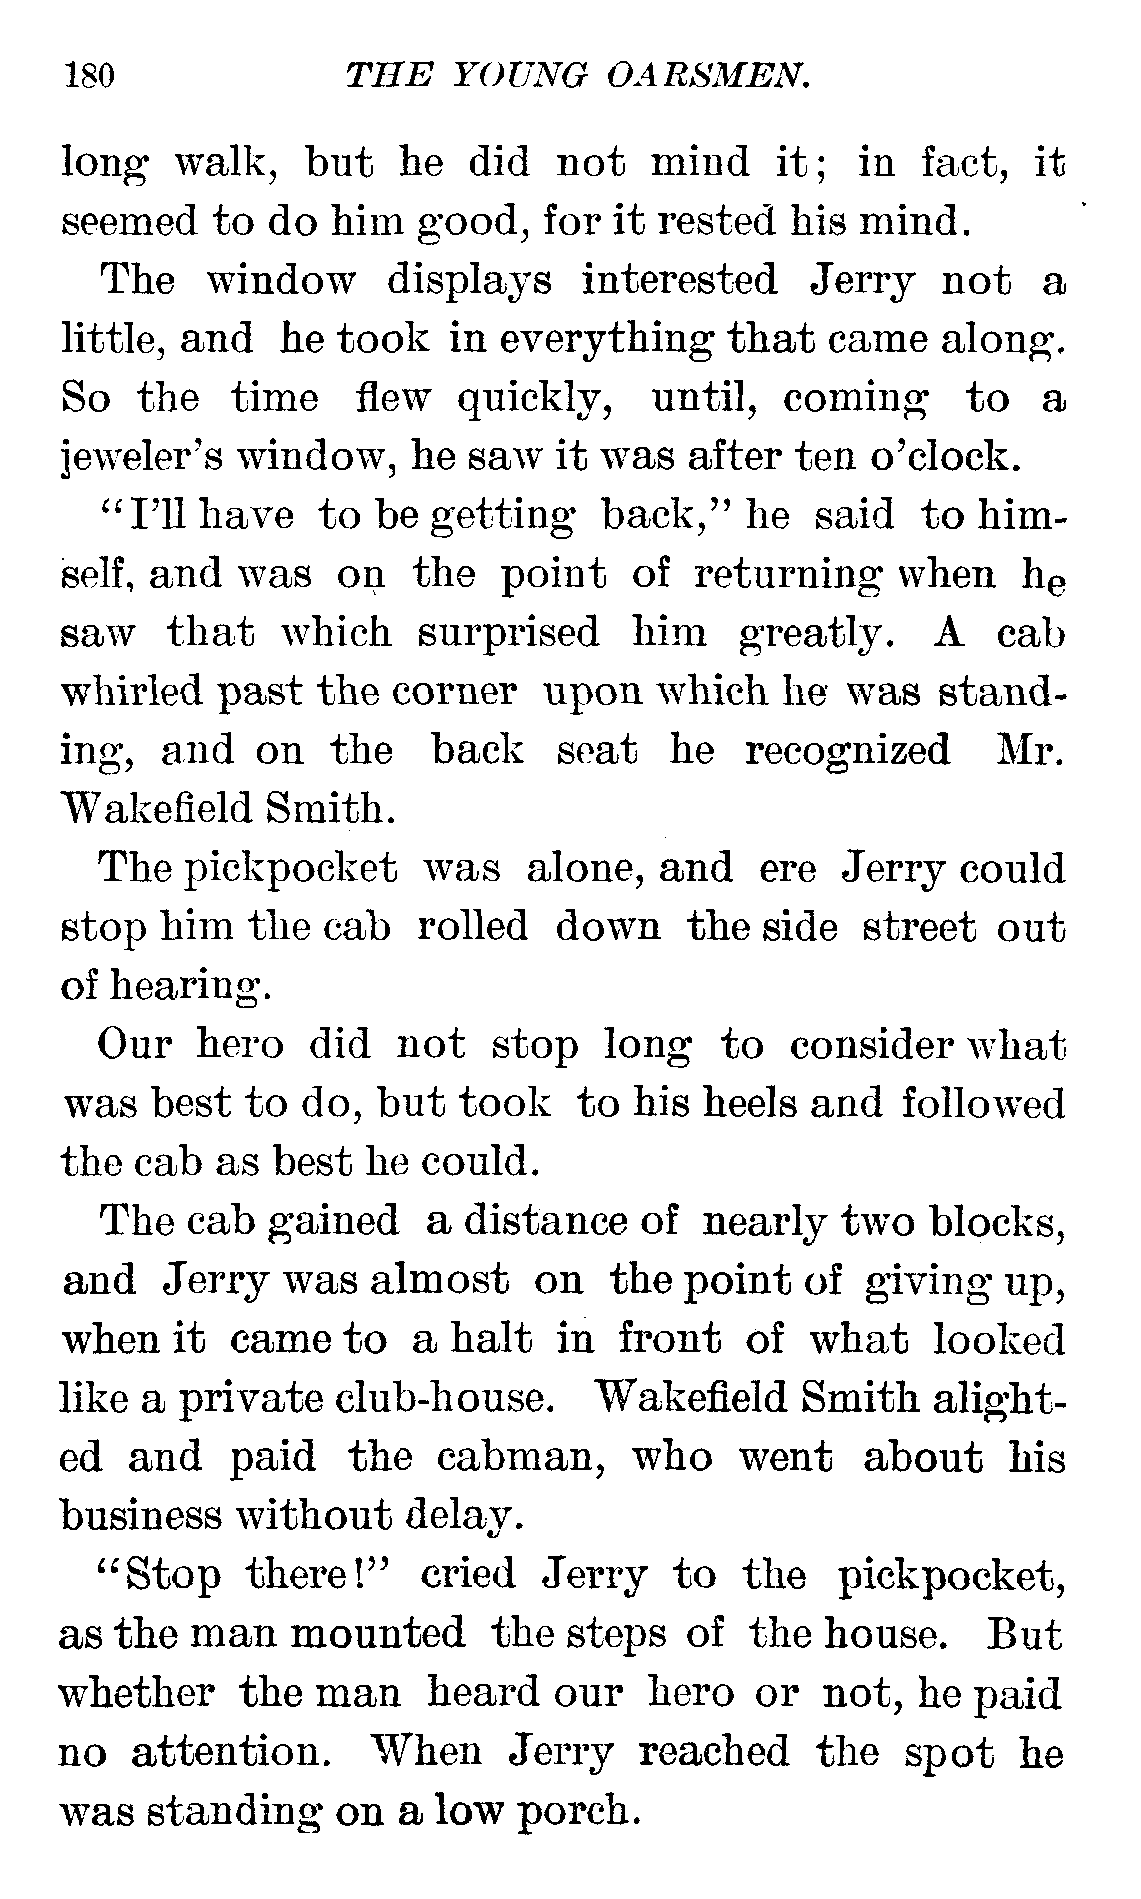 180 THE YOUNG OARSMEN.
long walk, but he did not mind it; in fact, it
seemed to do him good, for it rested his mind.
The window displays interested Jerry not a
little, and he took in everything that came along.
So the time flew quickly, until, coming to a
jeweler's window, he saw it was after ten o'clock.
"I'll have to be getting back," he said to him-
self, and was on the point of returning when he
saw that which surprised him greatly. A cab
whirled past the corner upon which he was stand-
ing, and on the back seat he recognized Mr.
Wakefield Smith.
The pickpocket was alone, and ere Jerry could
stop him the cab rolled down the side street out
of hearing.
Our hero did not stop long to consider what
was best to do, but took to his heels and followed
the cab as best he could.
The cab gained a distance of nearly two blocks,
and Jerry was almost on the point of giving up,
when it came to a halt in front of what looked
like a private club-house. Wakefield Smith alight-
ed and paid the cabman, who went about his
business without delay.
"Stop there!" cried Jerry to the pickpocket,
as the man mounted the steps of the house. But
whether the man heard our hero or not, he paid
no attention. When Jerry reached the spot he
was standing on a low porch.